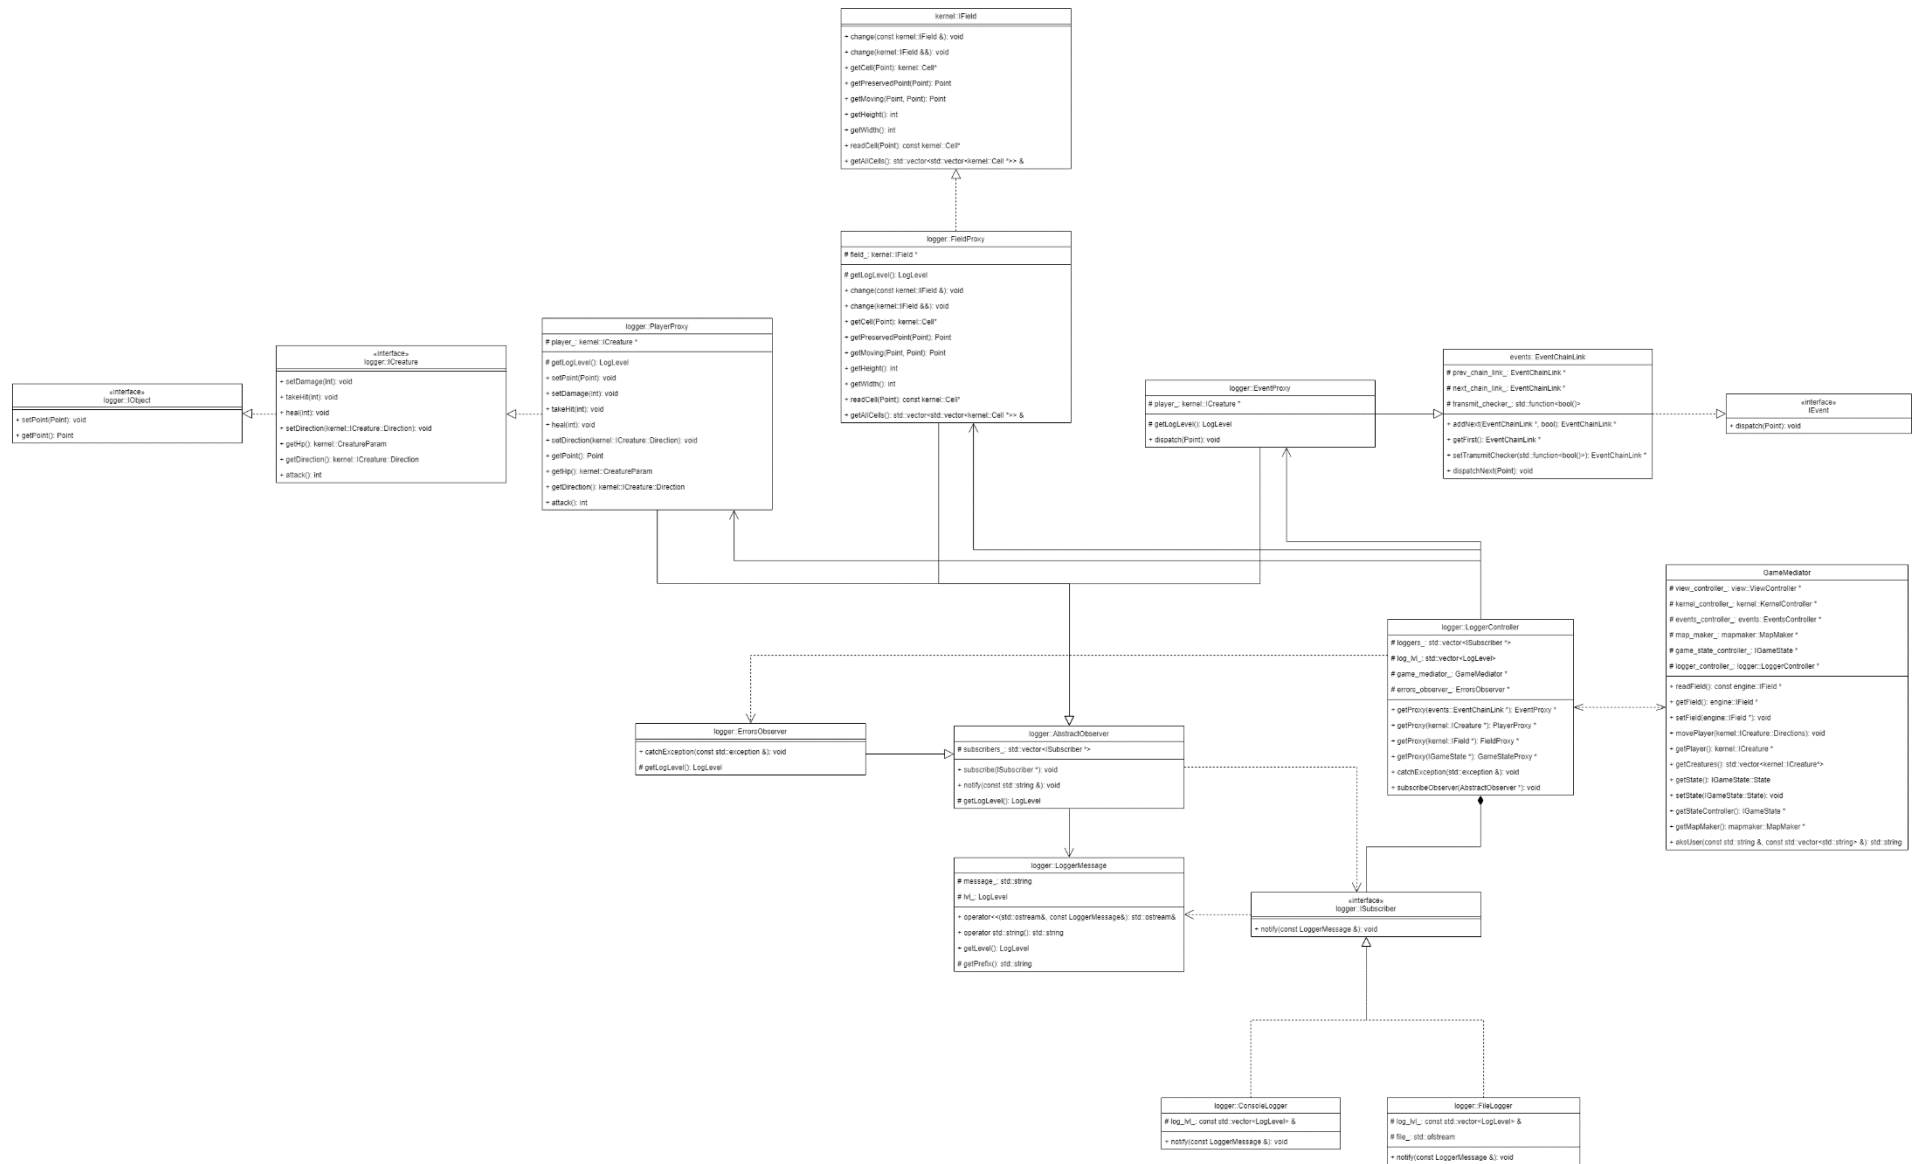 kernel::IField
+ change(const kernel::IField &): void
+ change(kernel::IField &&): void
+ getCell(Point): kernel::Cell*
+ getPreservedPoint(Point): Point
+ getMoving(Point, Point): Point
+ getHeight(): int
+ getWidth(): int
+ readCell(Point): const kernel::Cell*
+ getAllCells(): std::vector<std::vector<kernel::Cell *>> &
logger::FieldProxy
# field_: kernel::IField *
# getLogLevel(): LogLevel
+ change(const kernel::IField &): void
+ change(kernel::IField &&): void
+ getCell(Point): kernel::Cell*
+ getPreservedPoint(Point): Point
+ getMoving(Point, Point): Point
+ getHeight(): int
+ getWidth(): int
+ readCell(Point): const kernel::Cell*
+ getAllCells(): std::vector<std::vector<kernel::Cell *>> &
«interface»
logger::IObject
+ setPoint(Point): void
+ getPoint(): Point
«interface»
logger::ICreature
+ setDamage(int): void
+ takeHit(int): void
+ heal(int): void
+ setDirection(kernel::ICreature::Direction): void
+ getHp(): kernel::CreatureParam
+ getDirection(): kernel::ICreature::Direction
+ attack(): int
logger::PlayerProxy
# player_: kernel::ICreature *
# getLogLevel(): LogLevel
+ setPoint(Point): void
+ setDamage(int): void
+ takeHit(int): void
+ heal(int): void
+ setDirection(kernel::ICreature::Direction): void
+ getPoint(): Point
+ getHp(): kernel::CreatureParam
+ getDirection(): kernel::ICreature::Direction
+ attack(): int
logger::EventProxy
# player_: kernel::ICreature *
# getLogLevel(): LogLevel
+ dispatch(Point): void
events::EventChainLink
# prev_chain_link_: EventChainLink *
# next_chain_link_: EventChainLink *
# transmit_checker_: std::function<bool()>
+ addNext(EventChainLink *, bool): EventChainLink *
+ getFirst(): EventChainLink *
+ setTransmitChecker(std::function<bool()>): EventChainLink *
+ dispatchNext(Point): void
«interface»
IEvent
+ dispatch(Point): void
GameMediator
# view_controller_: view::ViewController *
# kernel_controller_: kernel::KernelController *
# events_controller_: events::EventsController *
# map_maker_: mapmaker::MapMaker *
# game_state_controller_: IGameState *
# logger_controller_: logger::LoggerController *
+ readField(): const engine::IField *
+ getField(): engine::IField *
+ setField(engine::IField *): void
+ movePlayer(kernel::ICreature::Directions): void
+ getPlayer(): kernel::ICreature *
+ getCreatures(): std::vector<kernel::ICreature*>
+ getState(): IGameState::State
+ setState(IGameState::State): void
+ getStateController(): IGameState *
+ getMapMaker(): mapmaker::MapMaker *
+ aksUser(const std::string &, const std::vector<std::string> &): std::string
logger::LoggerController
# loggers_: std::vector<ISubscriber *>
# log_lvl_: std::vector<LogLevel>
# game_mediator_: GameMediator *
# errors_observer_: ErrorsObserver *
+ getProxy(events::EventChainLink *): EventProxy *
+ getProxy(kernel::ICreature *): PlayerProxy *
+ getProxy(kernel::IField *): FieldProxy *
+ getProxy(IGameState *): GameStateProxy *
+ catchException(std::exception &): void
+ subscribeObserver(AbstractObserver *): void
logger::ErrorsObserver
+ catchException(const std::exception &): void
# getLogLevel(): LogLevel
logger::AbstractObserver
# subscribers_: std::vector<ISubscriber *>
+ subscribe(ISubscriber *): void
+ notify(const std::string &): void
# getLogLevel(): LogLevel
logger::LoggerMessage
# message_: std::string
# lvl_: LogLevel
+ operator<<(std::ostream&, const LoggerMessage&): std::ostream&
+ operator std::string(): std::string
+ getLevel(): LogLevel
# getPrefix(): std::string
«interface»
logger::ISubscriber
+ notify(const LoggerMessage &): void
logger::ConsoleLogger
# log_lvl_: const std::vector<LogLevel> &
+ notify(const LoggerMessage &): void
logger::FileLogger
# log_lvl_: const std::vector<LogLevel> &
# file_: std::ofstream
+ notify(const LoggerMessage &): void